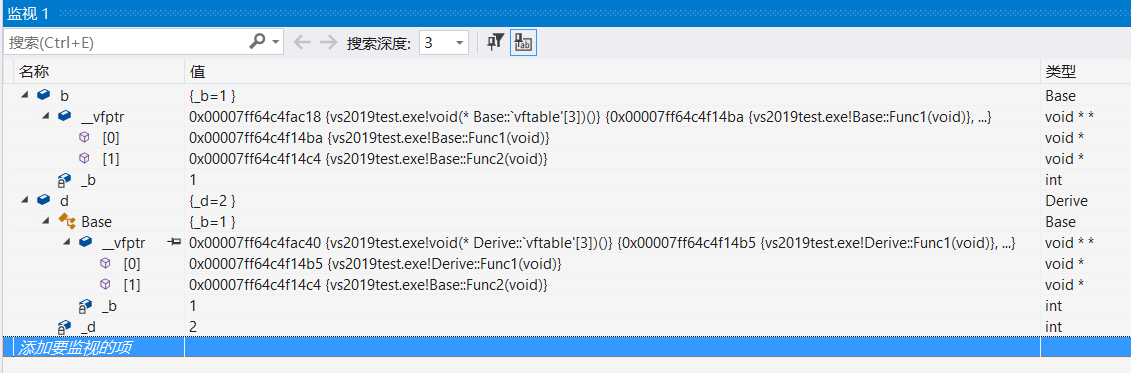 监视 1
搜索(Ctrl+E) 搜索深度: 3
名称 值 类型
b {_b=1 } Base
__vfptr 0x00007ff64c4fac18 {vs2019test.exe!void(* Base::`vftable'[3])()} {0x00007ff64c4f14ba {vs2019test.exe!Base::Func1(void)}, ...} void * *
[0] 0x00007ff64c4f14ba {vs2019test.exe!Base::Func1(void)} void *
[1] 0x00007ff64c4f14c4 {vs2019test.exe!Base::Func2(void)} void *
_b 1 int
d {_d=2 } Derive
Base {_b=1 } Base
__vfptr 0x00007ff64c4fac40 {vs2019test.exe!void(* Derive::`vftable'[3])()} {0x00007ff64c4f14b5 {vs2019test.exe!Derive::Func1(void)}, ...} void * *
[0] 0x00007ff64c4f14b5 {vs2019test.exe!Derive::Func1(void)} void *
[1] 0x00007ff64c4f14c4 {vs2019test.exe!Base::Func2(void)} void *
_b 1 int
_d 2 int
添加要监视的项